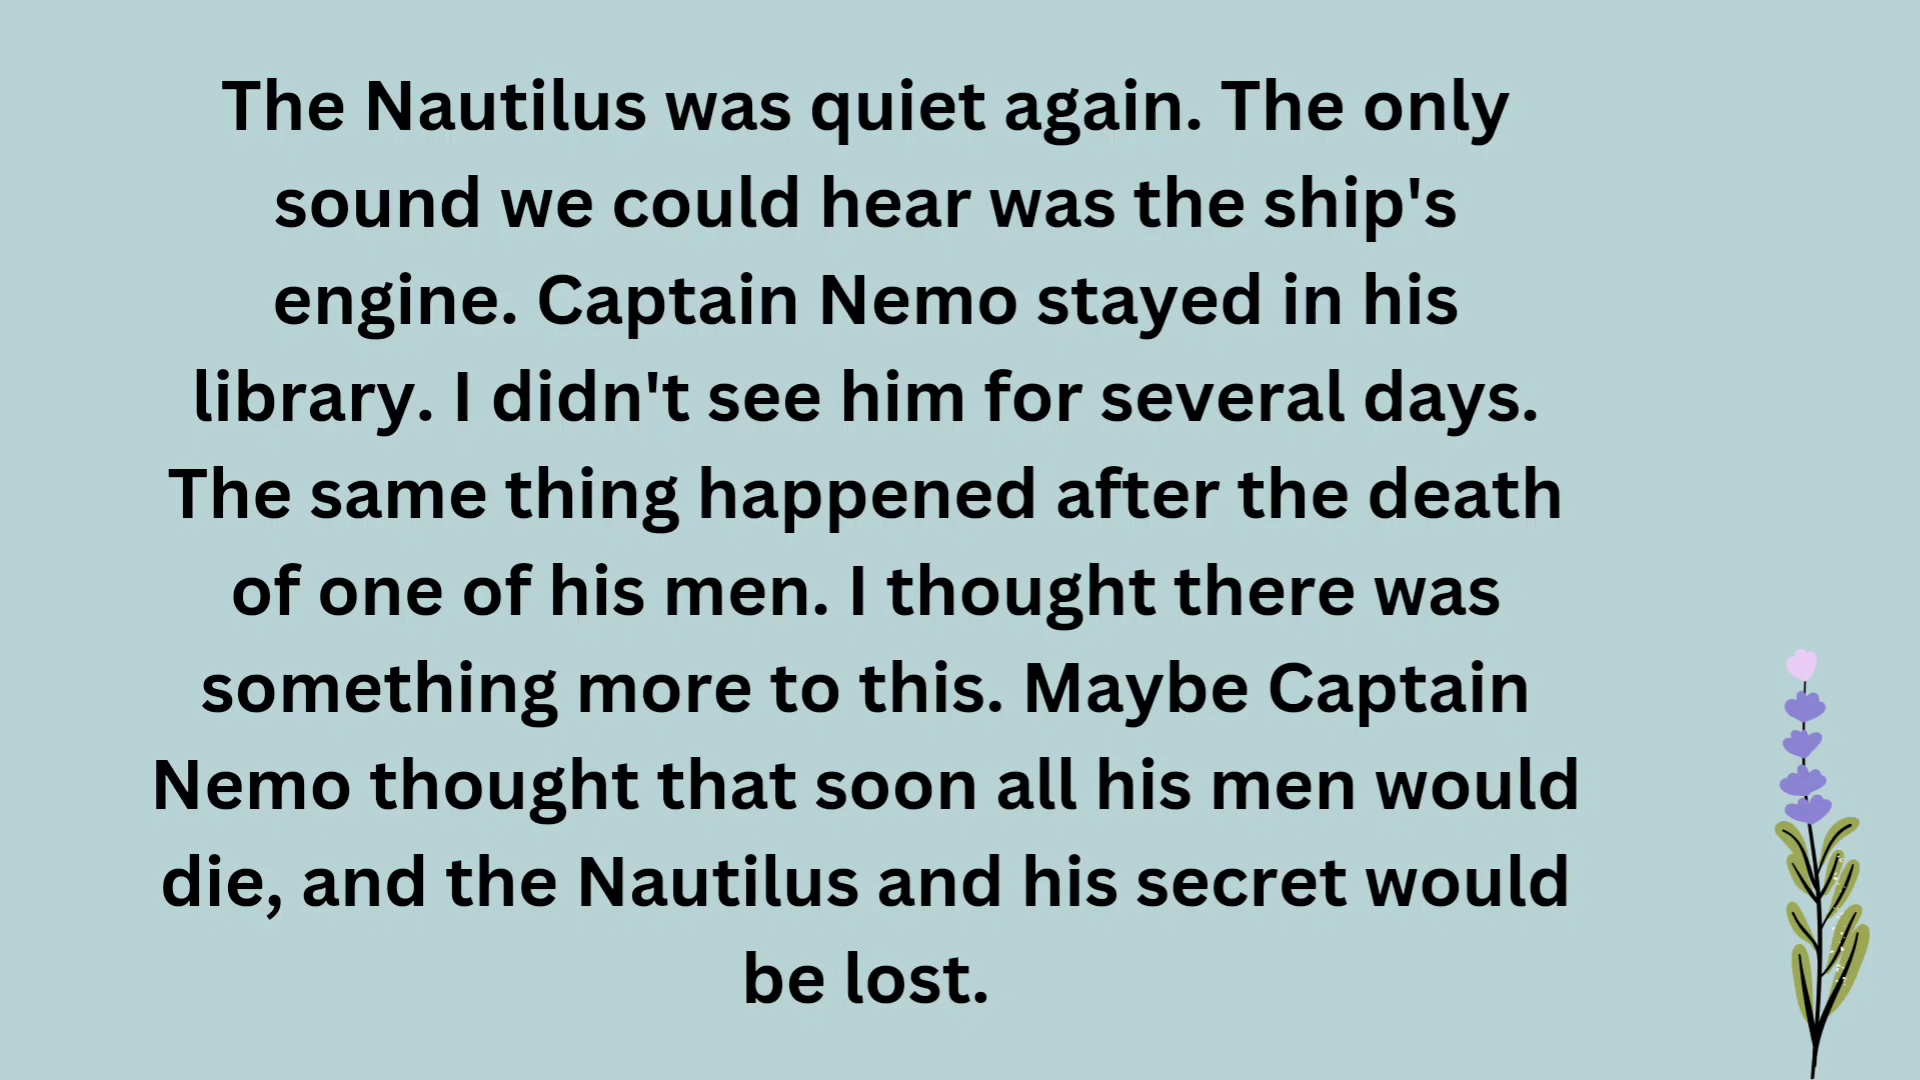 The Nautilus was quiet again. The only
sound we could hear was the ship's
engine. Captain Nemo stayed in his
library. I didn't see him for several days.
The same thing happened after the death
of one of his men. I thought there was
something more to this. Maybe Captain
Nemo thought that soon all his men would
die, and the Nautilus and his secret would
be lost.